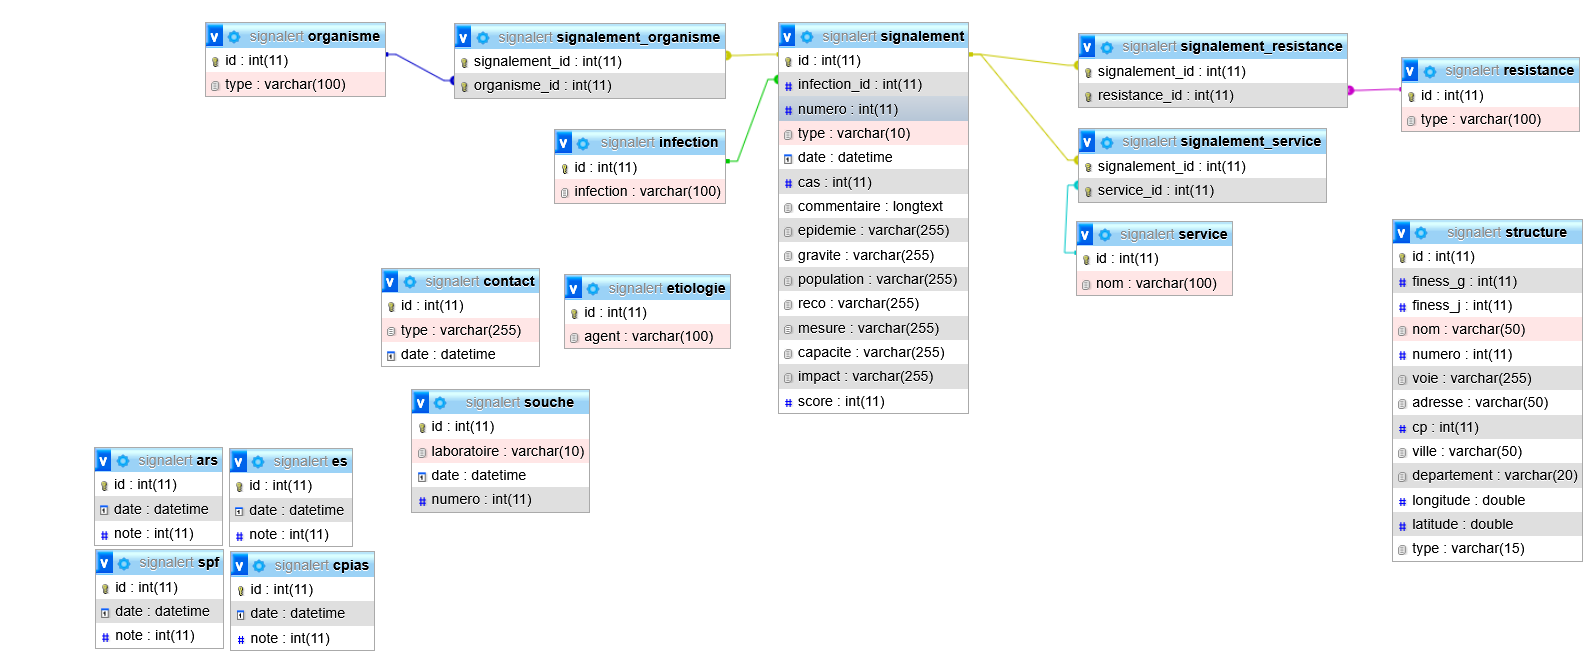 signalert organisme
id : int(11)
type : varchar(100)
signalert signalement_organisme
signalement_id : int(11)
organisme_id : int(11)
signalert infection
id : int(11)
infection : varchar(100)
signalert signalement
id : int(11)
infection_id : int(11)
numero : int(11)
type : varchar(10)
date : datetime
cas : int(11)
commentaire : longtext
epidemie : varchar(255)
gravite : varchar(255)
population : varchar(255)
reco : varchar(255)
mesure : varchar(255)
capacite : varchar(255)
impact : varchar(255)
score : int(11)
signalert signalement_resistance
signalement_id : int(11)
resistance_id : int(11)
signalert resistance
id : int(11)
type : varchar(100)
signalert signalement_service
signalement_id : int(11)
service_id : int(11)
signalert service
id : int(11)
nom : varchar(100)
signalert structure
id : int(11)
finess_g : int(11)
finess_j : int(11)
nom : varchar(50)
numero : int(11)
voie : varchar(255)
adresse : varchar(50)
cp : int(11)
ville : varchar(50)
departement : varchar(20)
longitude : double
latitude : double
type : varchar(15)
signalert contact
id : int(11)
type : varchar(255)
date : datetime
signalert etiologie
id : int(11)
agent : varchar(100)
signalert souche
id : int(11)
laboratoire : varchar(10)
date : datetime
numero : int(11)
signalert ars
id : int(11)
date : datetime
note : int(11)
signalert es
id : int(11)
date : datetime
note : int(11)
signalert spf
id : int(11)
date : datetime
note : int(11)
signalert cpias
id : int(11)
date : datetime
note : int(11)